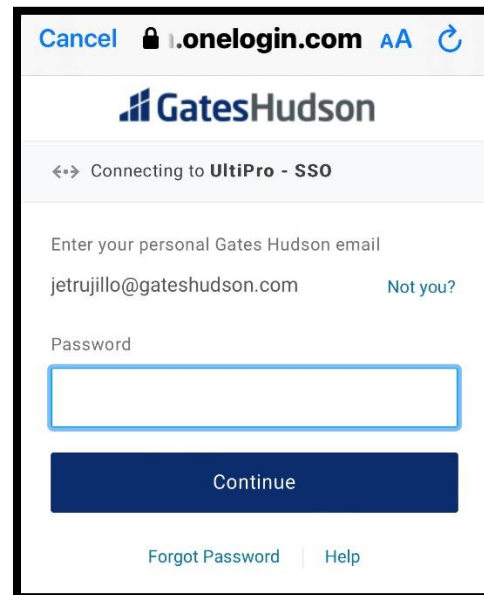 Cancel .onelogin.com AA
GatesHudson
Connecting to UltiPro - SSO
Enter your personal Gates Hudson email
jetrujillo@gateshudson.com Not you?
Password
Continue
Forgot Password Help